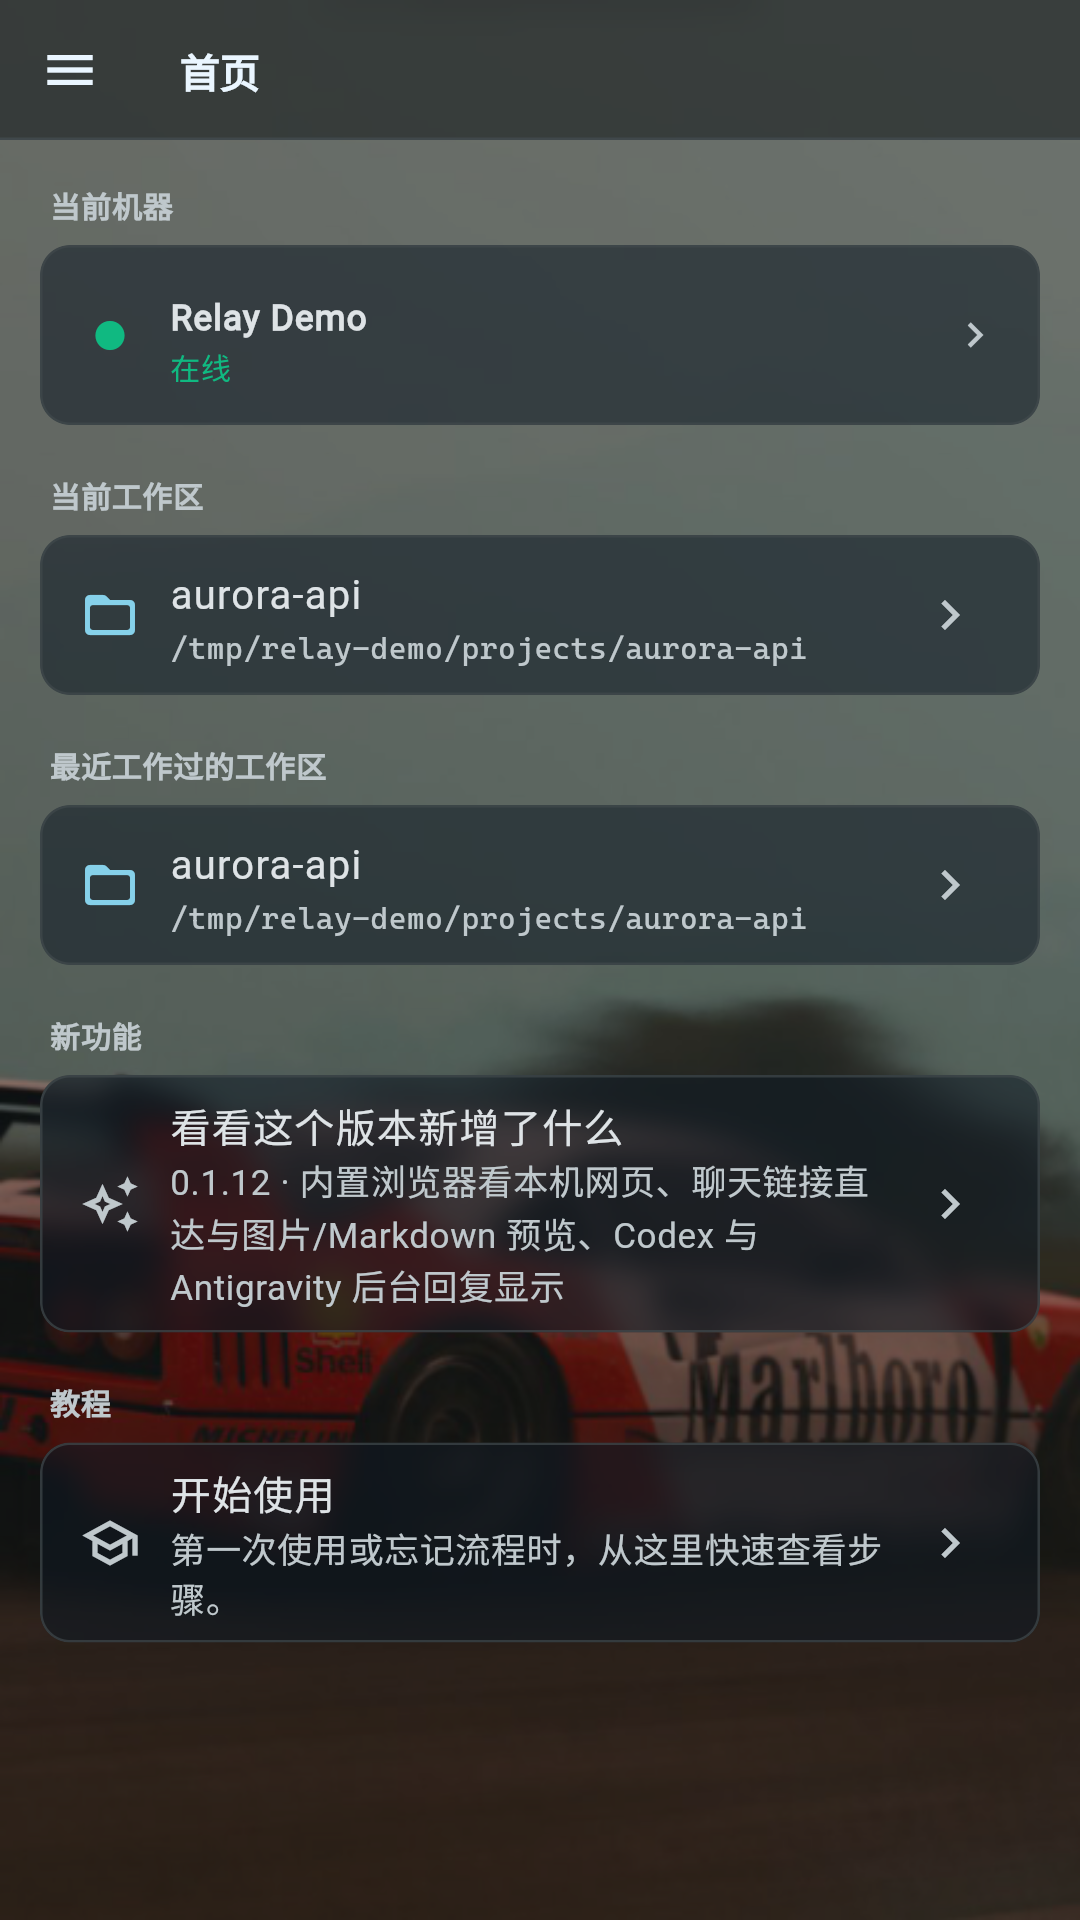 首页
当前机器
Relay Demo
在线
当前工作区
aurora-api
/tmp/relay-demo/projects/aurora-api
最近工作过的工作区
aurora-api
/tmp/relay-demo/projects/aurora-api
新功能
看看这个版本新增了什么
0.1.12 · 内置浏览器看本机网页、聊天链接直
达与图片/Markdown 预览、Codex 与
Antigravity 后台回复显示
Shell
Marlboro
教程
MICHELIN
开始使用
第一次使用或忘记流程时，从这里快速查看步
骤。